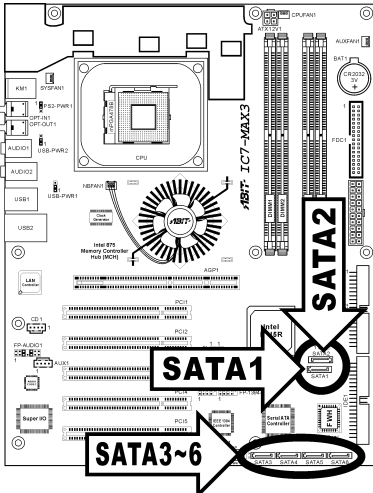 CPUFAN1
ATX12V1
AUXFAN1
BAT1
CR2032
3V
KM1
SYSFAN1
PS2-PWR1
OPT-IN1
OPT-OUT1
USB-PWR2
AUDIO1
AUDIO2
USB-PWR1
USB1
USB2
mPGA478B
CPU
NBFAN1
Clock
Generator
ABIT
ABIT IC7-MAX3
FDC1
DIMM1
DIMM2
Intel 875
Memory Controller
Hub (MCH)
LAN
Controller
AGP1
PCI1
PCI2
PCI4
PCI5
CD1
FP-AUDIO1
AUX1
Super I/O
Intel
SATA2
SATA2
SATA1
SATA1
IDE1
IEEE 1394
Controller
Serial ATA
Controller
FWH
SATA3~6
SATA3
SATA4
SATA5
SATA6